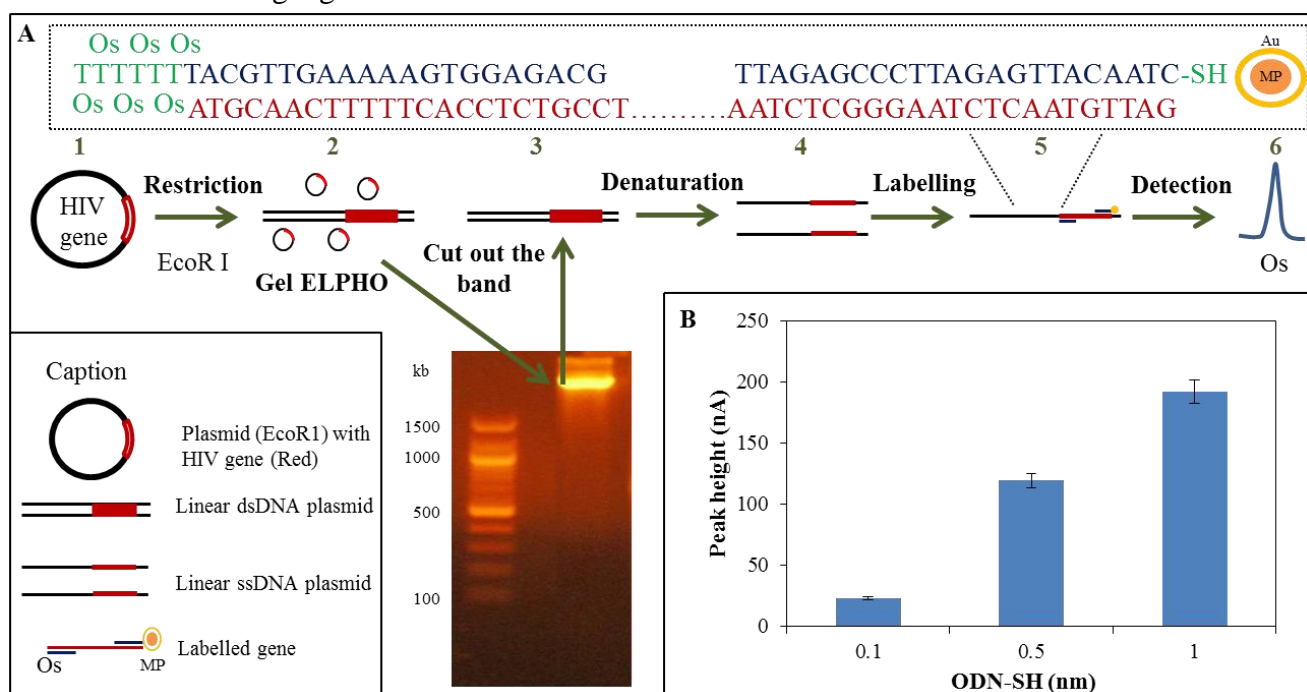 A
Os Os Os
Au
TTTTTTTACGTTGAAAAAGTGGAGACG TTAGAGCCCTTAGAGTTACAATC-SH
MP
Os Os Os ATGCAACTTTTTCACCTCTGCCT..........AATCTCGGGAATCTCAATGTTAG
1 2 3 4 5 6
HIV gene
Restriction
EcoR I
Gel ELPHO
Cut out the band
Denaturation
Labelling
Detection
Os
Caption
Plasmid (EcoR1) with
HIV gene (Red)
Linear dsDNA plasmid
Linear ssDNA plasmid
Labelled gene
Os
MP
kb
1500
1000
500
100
B
Peak height (nA)
250
200
150
100
50
0
0.1 0.5 1
ODN-SH (nm)